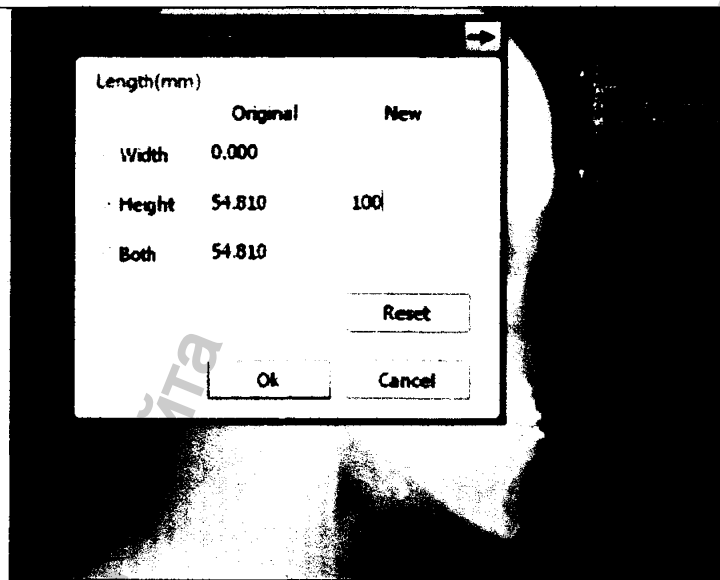 Length(mm)
Original New
Width 0.000
Height 54.810 100
Both 54.810
Reset
Ok Cancel